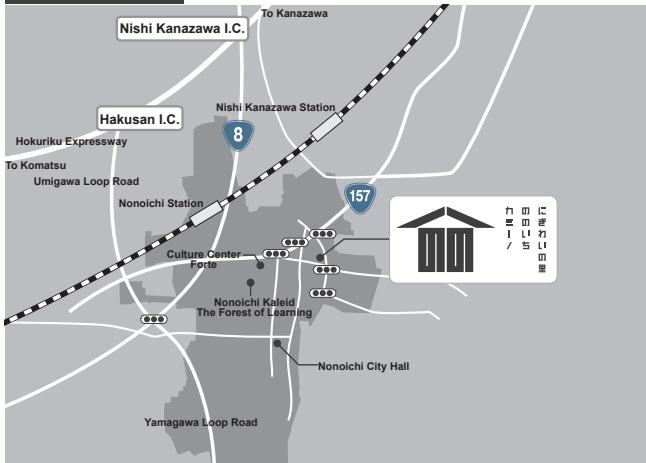 To Kanazawa
Nishi Kanazawa I.C.
Nishi Kanazawa Station
Hakusan I.C.
8
Hokuriku Expressway
To Komatsu
Umigawa Loop Road
157
Nonoichi Station
にぎわいの里
ののいち
カミーノ
Culture Center
Forte
Nonoichi Kaleid
The Forest of Learning
Nonoichi City Hall
Yamagawa Loop Road